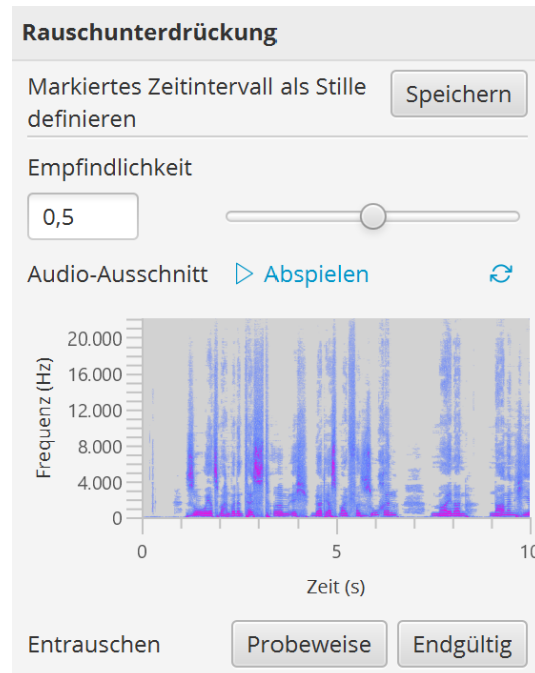 Rauschunterdrückung
Markiertes Zeitintervall als Stille
definieren
Speichern
Empfindlichkeit
0,5
Audio-Ausschnitt Abspielen
Frequenz (Hz)
20.000
16.000
12.000
8.000
4.000
0
0 5 10
Zeit (s)
Entrauschen Probeweise Endgültig